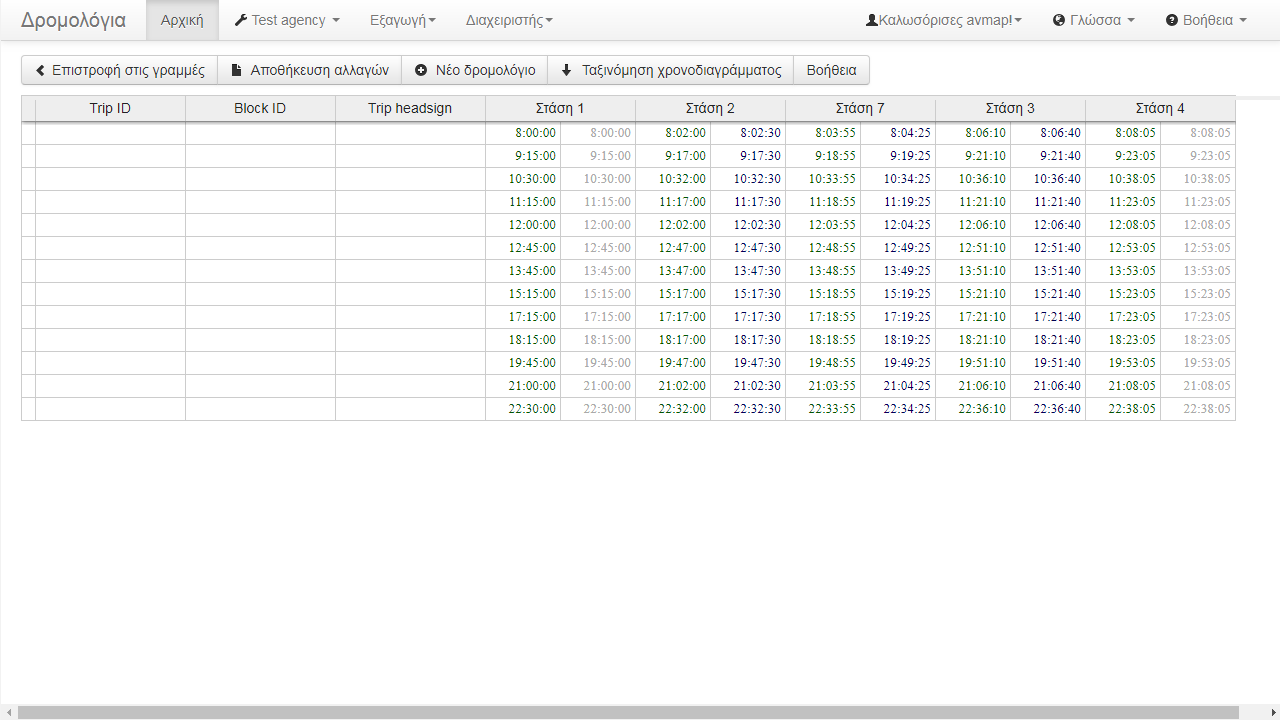 Δρομολόγια Αρχική Test agency Εξαγωγή Διαχειριστής Καλωσόρισες avmap! Γλώσσα Βοήθεια
Επιστροφή στις γραμμές Αποθήκευση αλλαγών Νέο δρομολόγιο Ταξινόμηση χρονοδιαγράμματος Βοήθεια
Trip ID Block ID Trip headsign Στάση 1 Στάση 2 Στάση 7 Στάση 3 Στάση 4
8:00:00 8:00:00 8:02:00 8:02:30 8:03:55 8:04:25 8:06:10 8:06:40 8:08:05 8:08:05
9:15:00 9:15:00 9:17:00 9:17:30 9:18:55 9:19:25 9:21:10 9:21:40 9:23:05 9:23:05
10:30:00 10:30:00 10:32:00 10:32:30 10:33:55 10:34:25 10:36:10 10:36:40 10:38:05 10:38:05
11:15:00 11:15:00 11:17:00 11:17:30 11:18:55 11:19:25 11:21:10 11:21:40 11:23:05 11:23:05
12:00:00 12:00:00 12:02:00 12:02:30 12:03:55 12:04:25 12:06:10 12:06:40 12:08:05 12:08:05
12:45:00 12:45:00 12:47:00 12:47:30 12:48:55 12:49:25 12:51:10 12:51:40 12:53:05 12:53:05
13:45:00 13:45:00 13:47:00 13:47:30 13:48:55 13:49:25 13:51:10 13:51:40 13:53:05 13:53:05
15:15:00 15:15:00 15:17:00 15:17:30 15:18:55 15:19:25 15:21:10 15:21:40 15:23:05 15:23:05
17:15:00 17:15:00 17:17:00 17:17:30 17:18:55 17:19:25 17:21:10 17:21:40 17:23:05 17:23:05
18:15:00 18:15:00 18:17:00 18:17:30 18:18:55 18:19:25 18:21:10 18:21:40 18:23:05 18:23:05
19:45:00 19:45:00 19:47:00 19:47:30 19:48:55 19:49:25 19:51:10 19:51:40 19:53:05 19:53:05
21:00:00 21:00:00 21:02:00 21:02:30 21:03:55 21:04:25 21:06:10 21:06:40 21:08:05 21:08:05
22:30:00 22:30:00 22:32:00 22:32:30 22:33:55 22:34:25 22:36:10 22:36:40 22:38:05 22:38:05